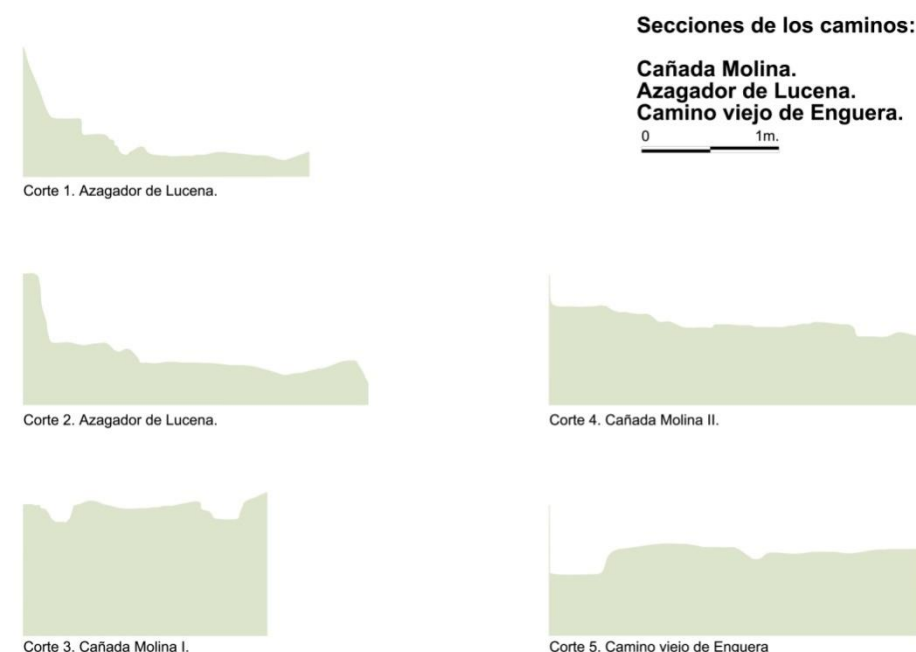 Secciones de los caminos:
Cañada Molina.
Azagador de Lucena.
Camino viejo de Enguera.
0 1m.
Corte 1. Azagador de Lucena.
Corte 2. Azagador de Lucena.
Corte 4. Cañada Molina II.
Corte 3. Cañada Molina I.
Corte 5. Camino viejo de Enguera